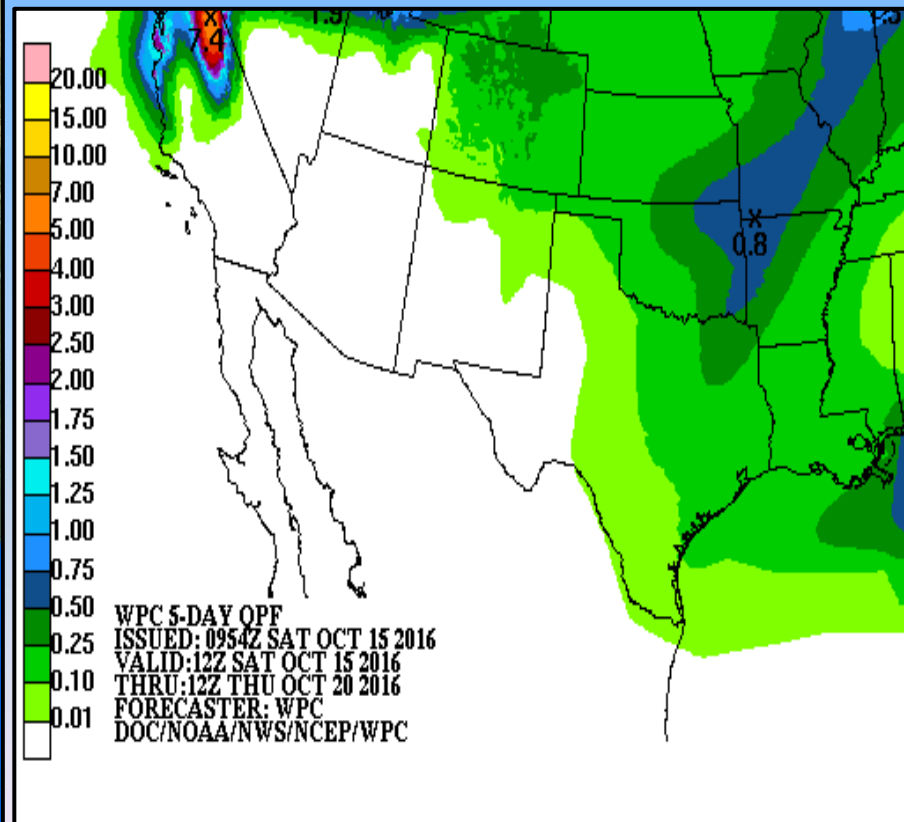 7.4
1.9
X
X
0.8
20.00
15.00
10.00
7.00
5.00
4.00
3.00
2.50
2.00
1.75
1.50
1.25
1.00
0.75
0.50
0.25
0.10
0.01
WPC 5-DAY QPF
ISSUED: 0954Z SAT OCT 15 2016
VALID:12Z SAT OCT 15 2016
THRU:12Z THU OCT 20 2016
FORECASTER: WPC
DOC/NOAA/NWS/NCEP/WPC